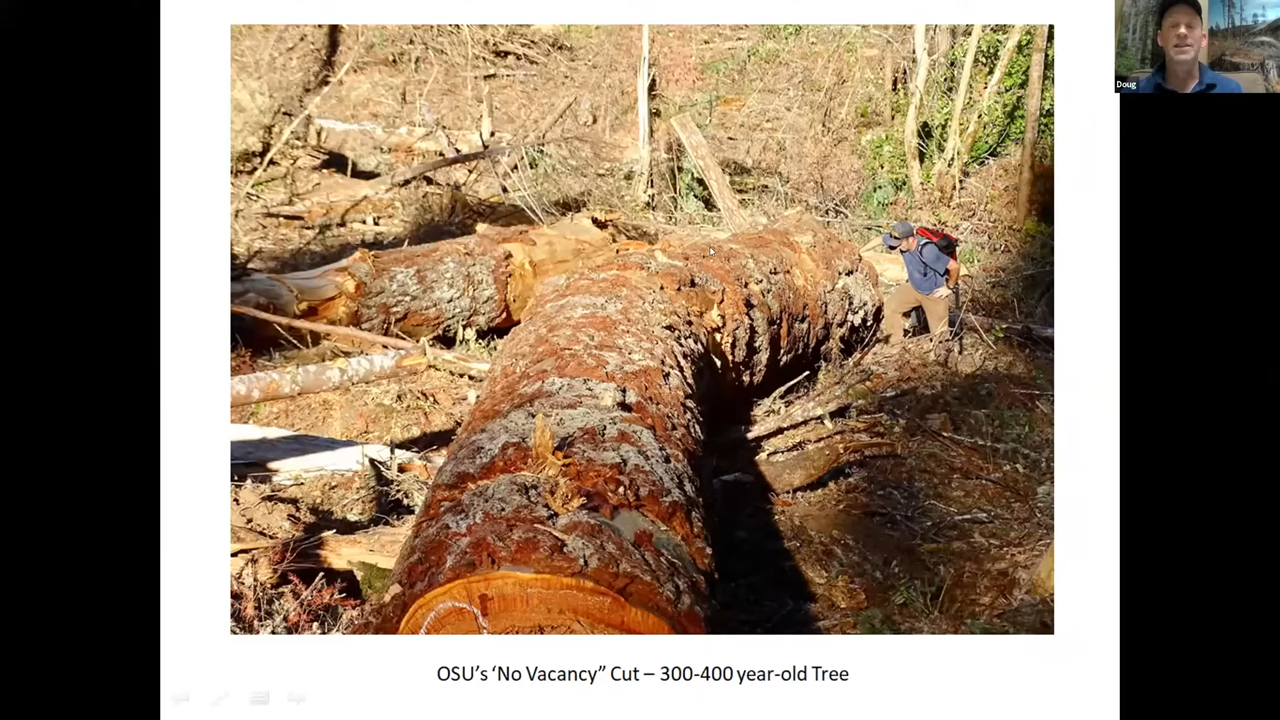 Doug
OSU's 'No Vacancy” Cut – 300-400 year-old Tree